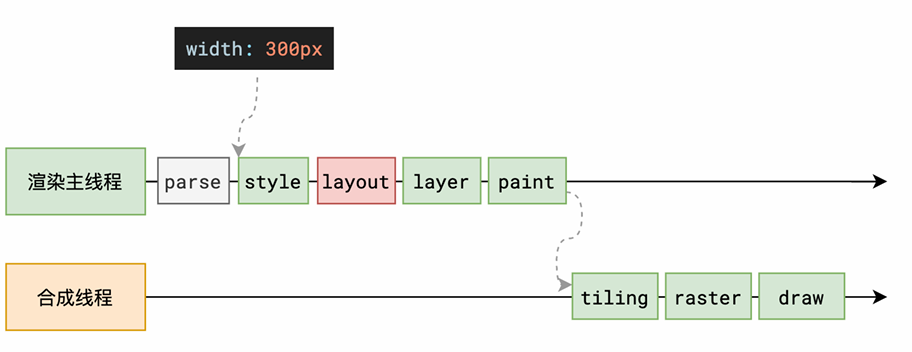 width: 300px
渲染主线程
parse
style
layout
layer
paint
合成线程
tiling
raster
draw